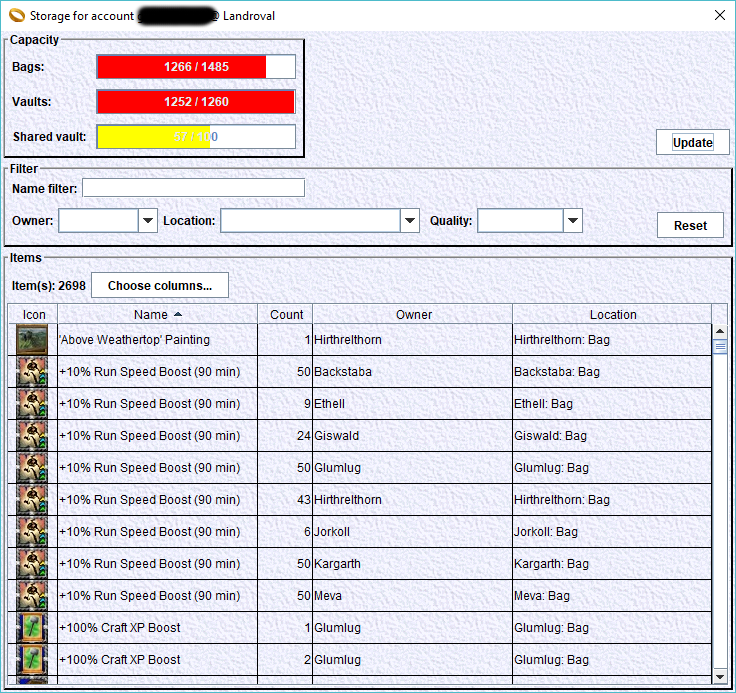 Storage for account @ Landroval
Capacity
Bags: 1266 / 1485
Vaults: 1252 / 1260
Shared vault: 57 / 100
Update
Filter
Name filter:
Owner: Location: Quality:
Reset
Items
Item(s): 2698 Choose columns...
Icon Name Count Owner Location
'Above Weathertop' Painting 1 Hirthrelthorn Hirthrelthorn: Bag
+10% Run Speed Boost (90 min) 50 Backstaba Backstaba: Bag
+10% Run Speed Boost (90 min) 9 Ethell Ethell: Bag
+10% Run Speed Boost (90 min) 24 Giswald Giswald: Bag
+10% Run Speed Boost (90 min) 50 Glumlug Glumlug: Bag
+10% Run Speed Boost (90 min) 43 Hirthrelthorn Hirthrelthorn: Bag
+10% Run Speed Boost (90 min) 6 Jorkoll Jorkoll: Bag
+10% Run Speed Boost (90 min) 50 Kargarth Kargarth: Bag
+10% Run Speed Boost (90 min) 50 Meva Meva: Bag
+100% Craft XP Boost 1 Glumlug Glumlug: Bag
+100% Craft XP Boost 2 Glumlug Glumlug: Bag